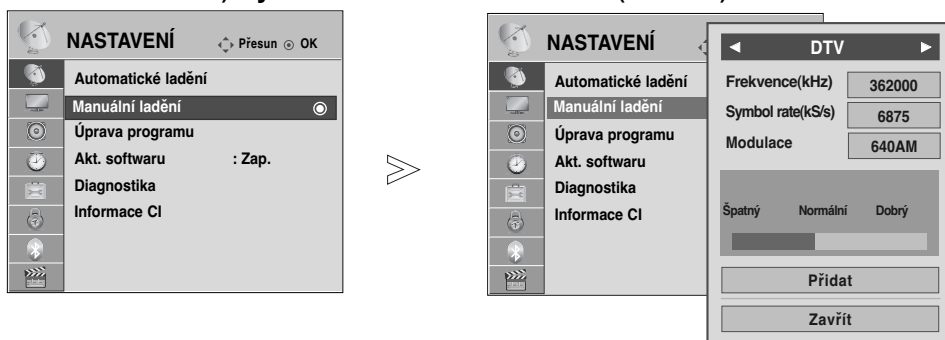 NASTAVENÍ Přesun OK
Automatické ladění
Manuální ladění
Úprava programu
Akt. softwaru : Zap.
Diagnostika
Informace CI
NASTAVENÍ
Automatické ladění
Manuální ladění
Úprava programu
Akt. softwaru
Diagnostika
Informace CI
DTV
Frekvence(kHz) 362000
Symbol rate(kS/s) 6875
Modulace 640AM
Špatný Normální Dobrý
Přidat
Zavřít